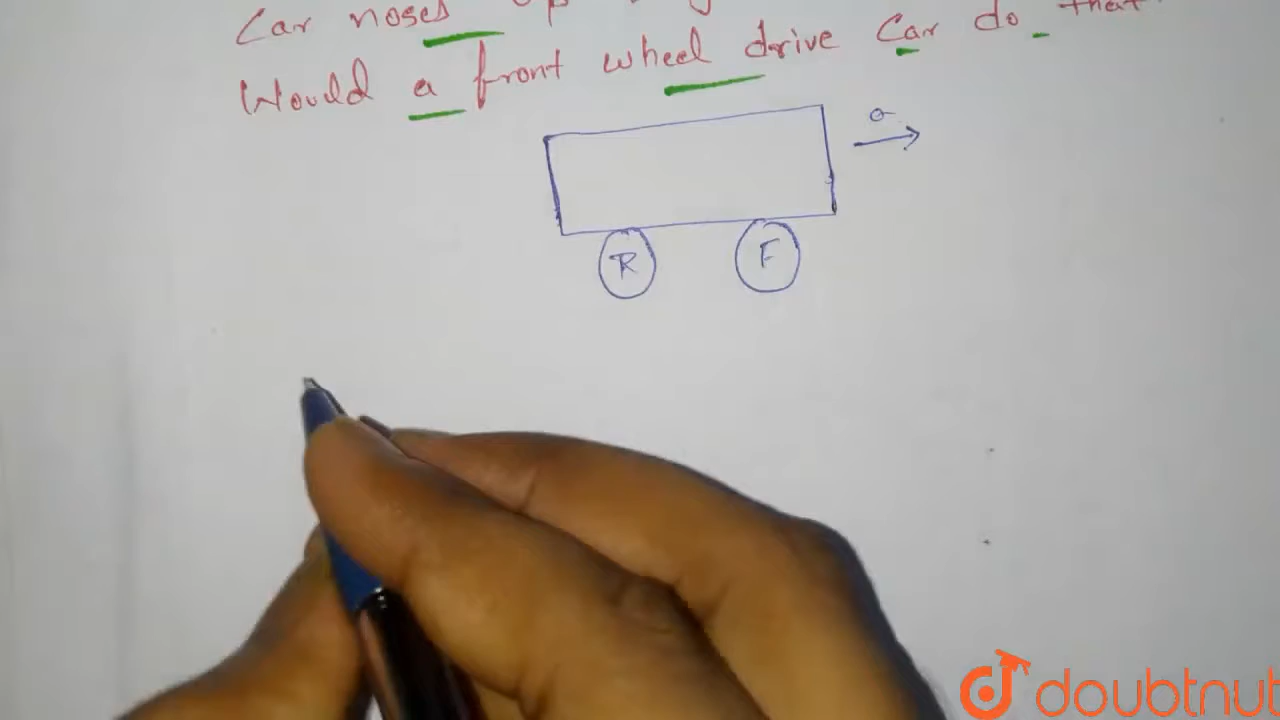 Car noses
Would a front wheel drive Car do that
a
R
F
doubtnut